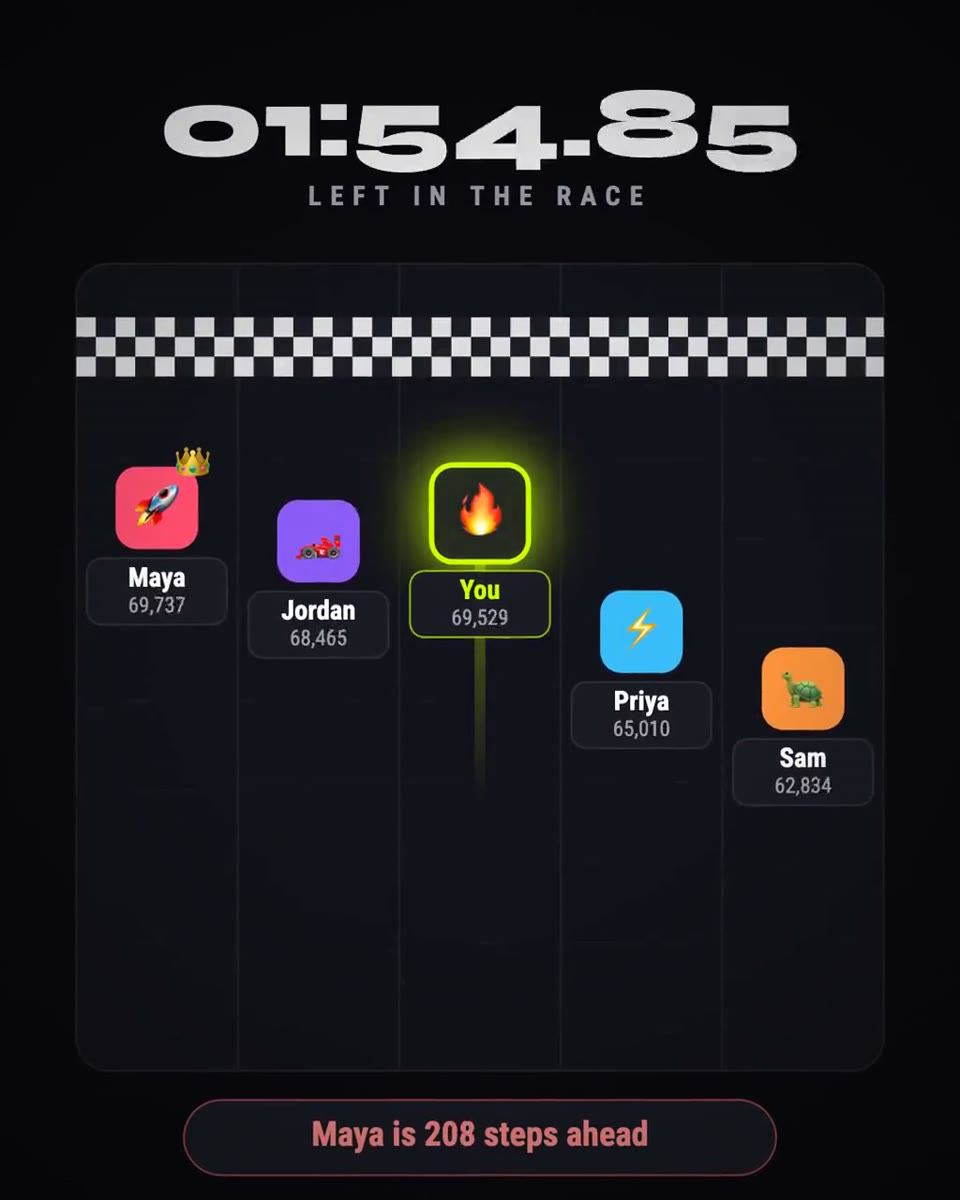 01:54.85
LEFT IN THE RACE
Maya
69,737
Jordan
68,465
You
69,529
Priya
65,010
Sam
62,834
Maya is 208 steps ahead